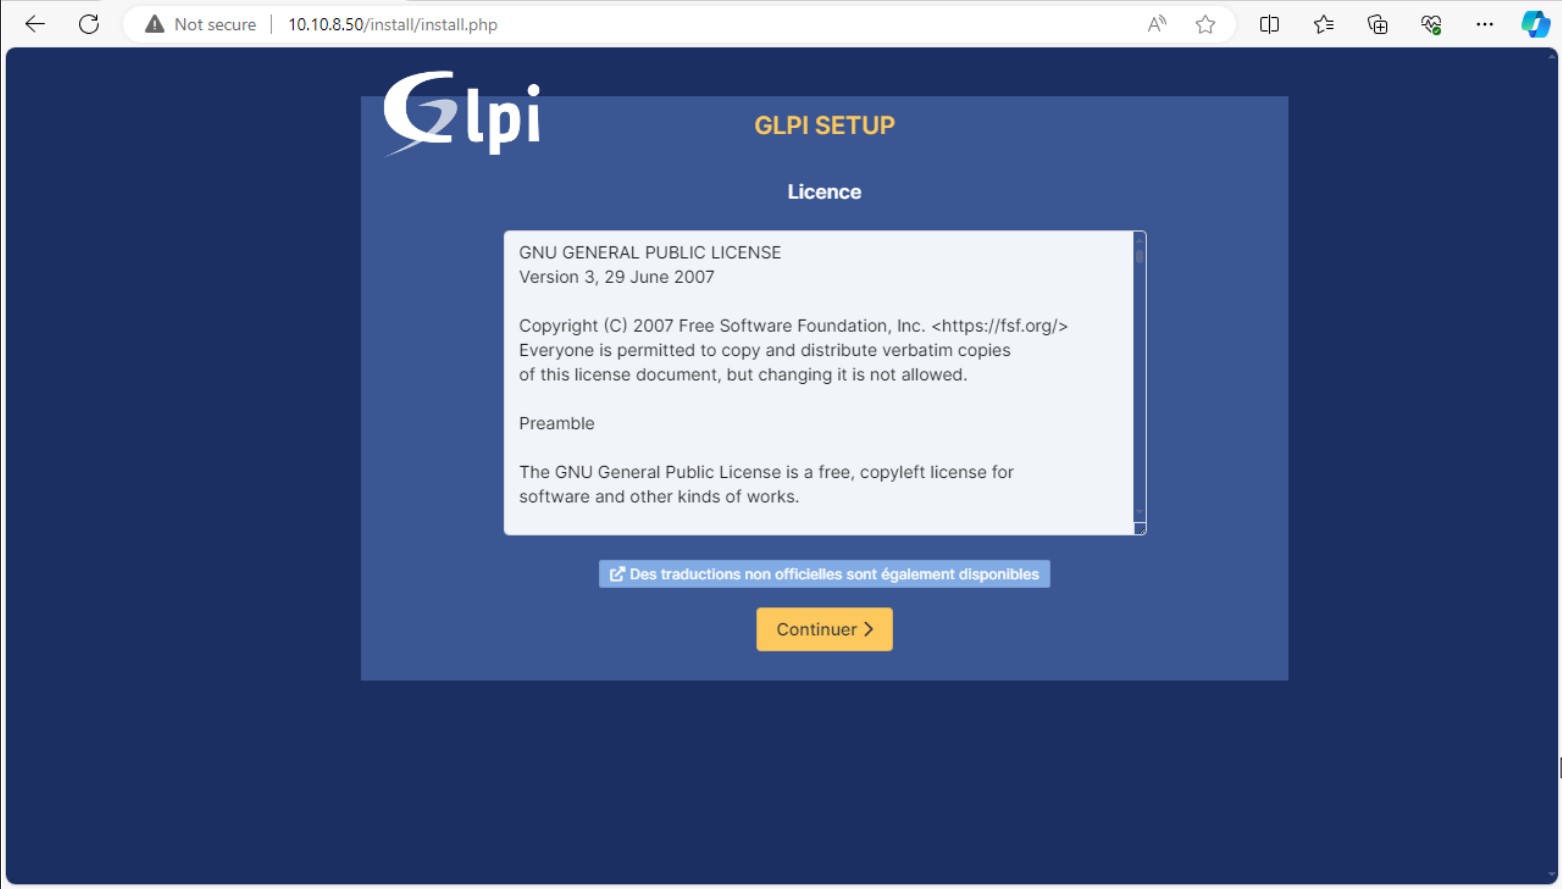 Not secure
10.10.8.50/install/install.php
Glpi
GLPI SETUP
Licence
GNU GENERAL PUBLIC LICENSE
Version 3, 29 June 2007
Copyright (C) 2007 Free Software Foundation, Inc. <https://fsf.org/>
Everyone is permitted to copy and distribute verbatim copies
of this license document, but changing it is not allowed.
Preamble
The GNU General Public License is a free, copyleft license for
software and other kinds of works.
Des traductions non officielles sont également disponibles
Continuer